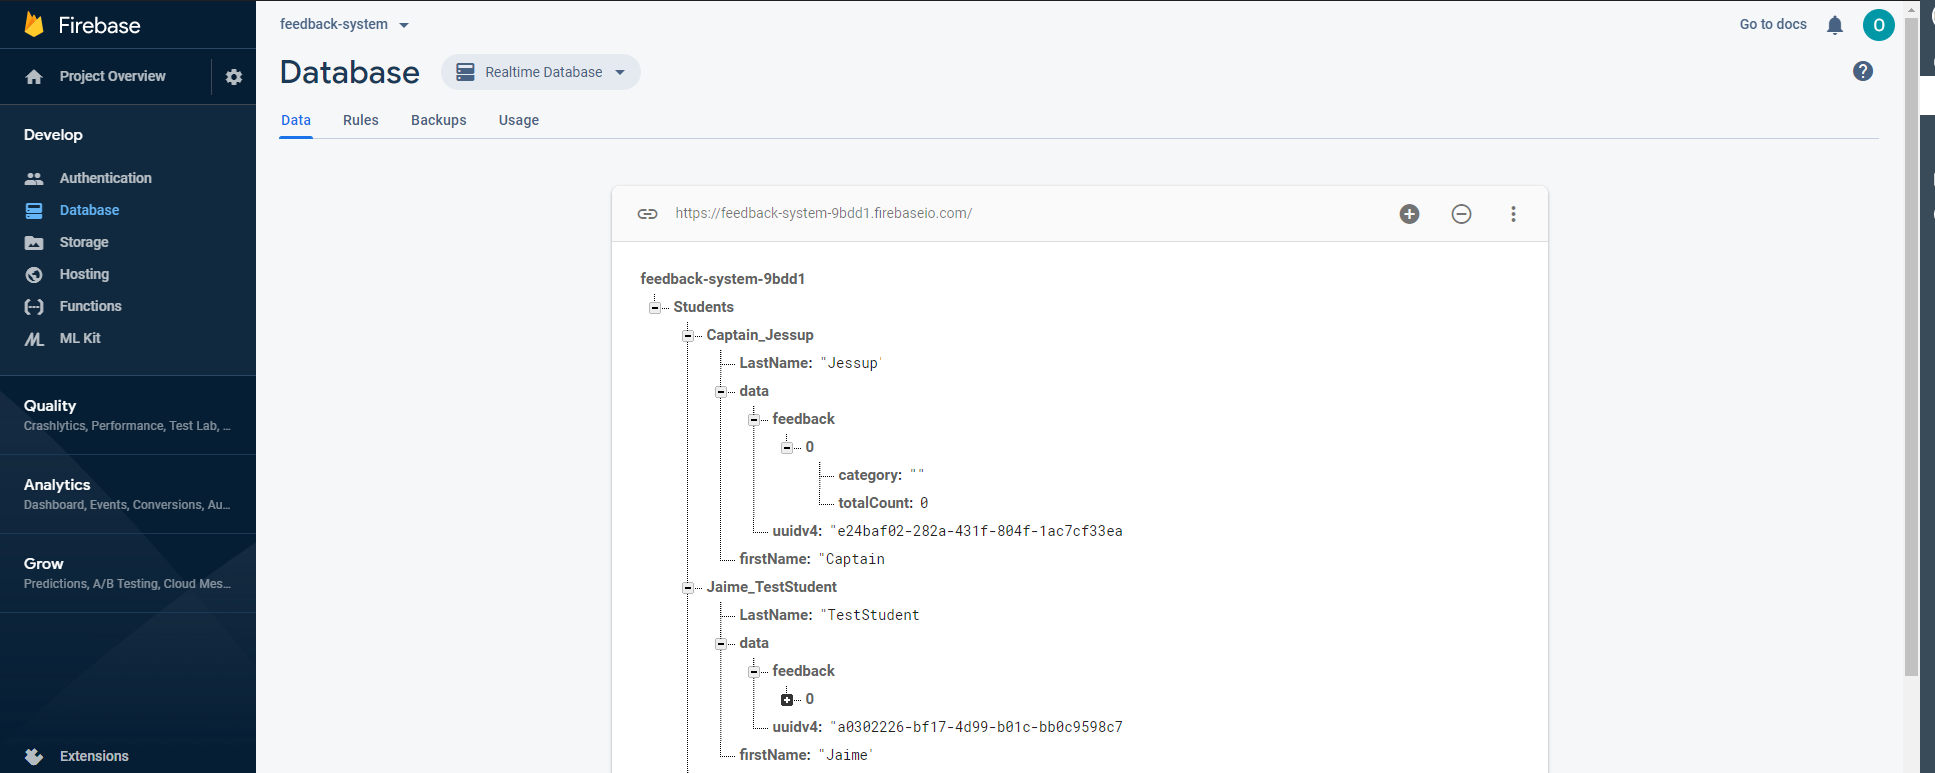 Firebase
Project Overview
Develop
Authentication
Database
Storage
Hosting
Functions
ML Kit
Quality
Crashlytics, Performance, Test Lab, ...
Analytics
Dashboard, Events, Conversions, Au...
Grow
Predictions, A/B Testing, Cloud Mes...
Extensions
feedback-system
Go to docs
O
Database
Realtime Database
?
Data Rules Backups Usage
https://feedback-system-9bdd1.firebaseio.com/
feedback-system-9bdd1
Students
Captain_Jessup
LastName: "Jessup"
data
feedback
0
category: ""
totalCount: 0
uuidv4: "e24baf02-282a-431f-804f-1ac7cf33ea
firstName: "Captain
Jaime_TestStudent
LastName: "TestStudent
data
feedback
0
uuidv4: "a0302226-bf17-4d99-b01c-bb0c9598c7
firstName: "Jaime"